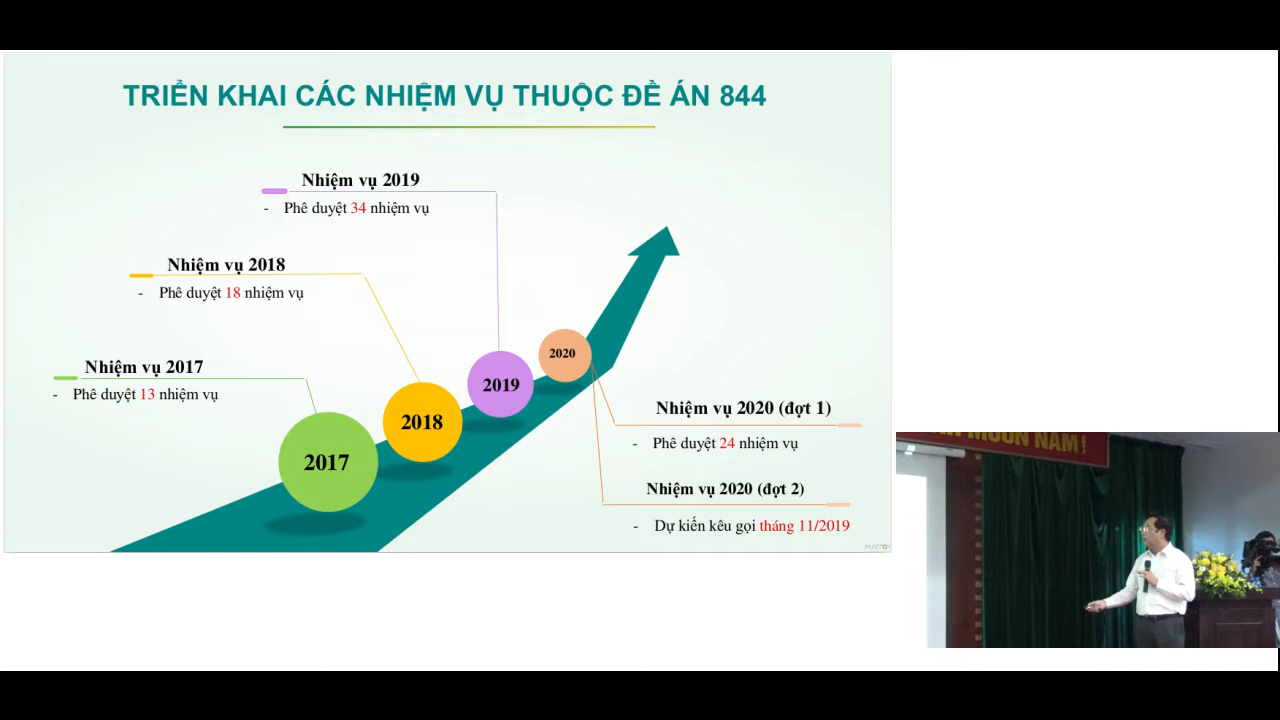 TRIỂN KHAI CÁC NHIỆM VỤ THUỘC ĐỀ ÁN 844
Nhiệm vụ 2019
- Phê duyệt 34 nhiệm vụ
Nhiệm vụ 2018
- Phê duyệt 18 nhiệm vụ
Nhiệm vụ 2017
- Phê duyệt 13 nhiệm vụ
2020
2019
2018
2017
Nhiệm vụ 2020 (đợt 1)
- Phê duyệt 24 nhiệm vụ
Nhiệm vụ 2020 (đợt 2)
- Dự kiến kêu gọi tháng 11/2019
MUÔN NĂM!